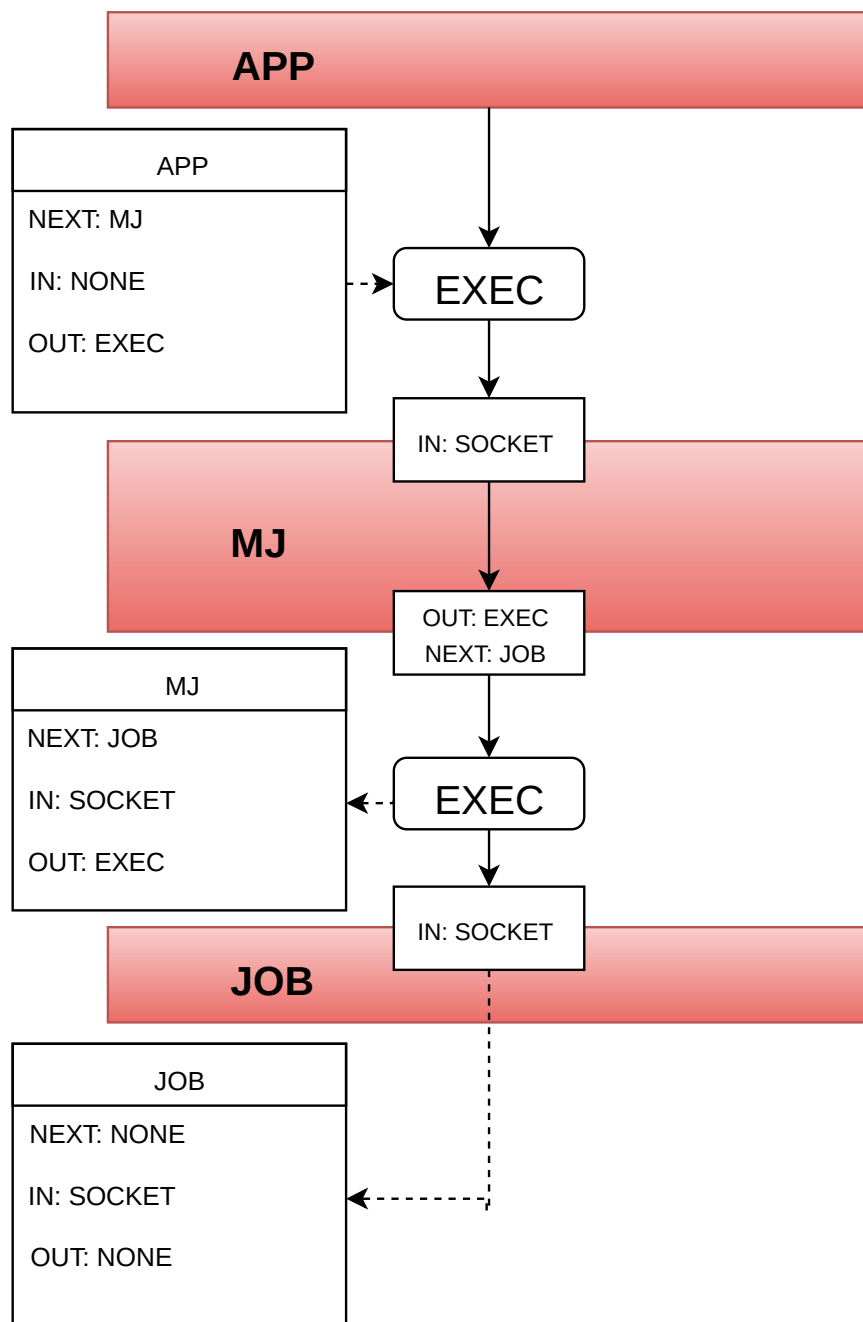 APP
APP
NEXT: MJ
IN: NONE
OUT: EXEC
EXEC
IN: SOCKET
MJ
OUT: EXEC
NEXT: JOB
MJ
NEXT: JOB
IN: SOCKET
OUT: EXEC
EXEC
IN: SOCKET
JOB
JOB
NEXT: NONE
IN: SOCKET
OUT: NONE